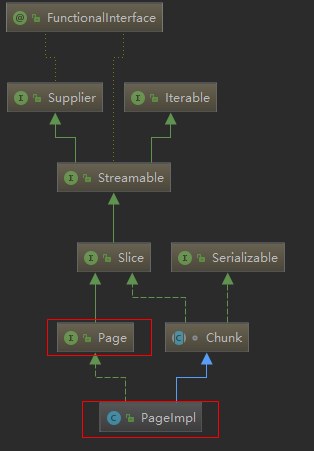 @ FunctionalInterface
I Supplier
I Iterable
I Streamable
I Slice
I Serializable
I Page
C Chunk
C PageImpl